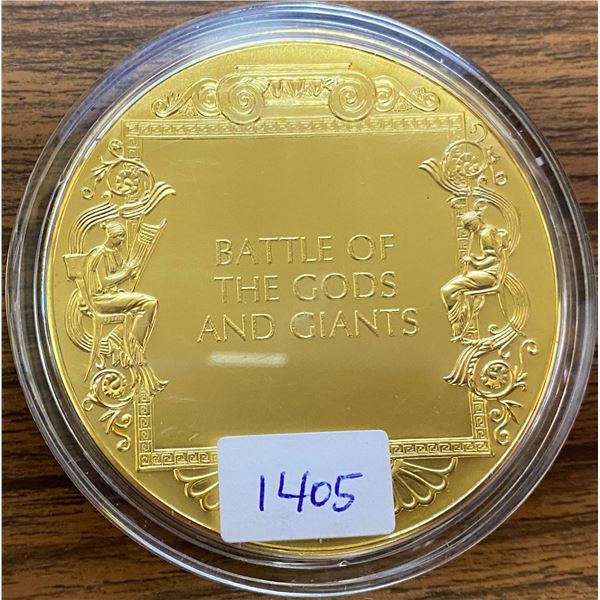 BATTLE OF
THE GODS
AND GIANTS
1405